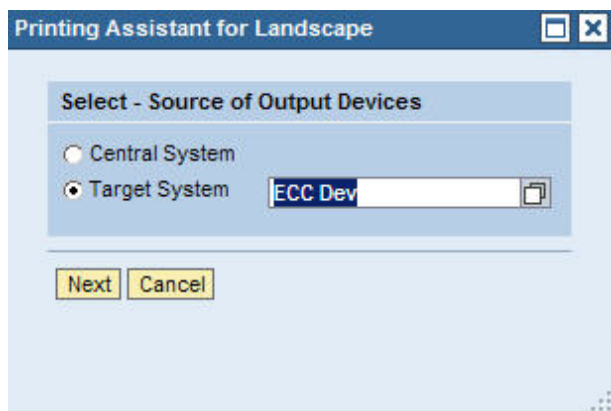 Printing Assistant for Landscape
Select - Source of Output Devices
Central System
Target System ECC Dev
Next Cancel